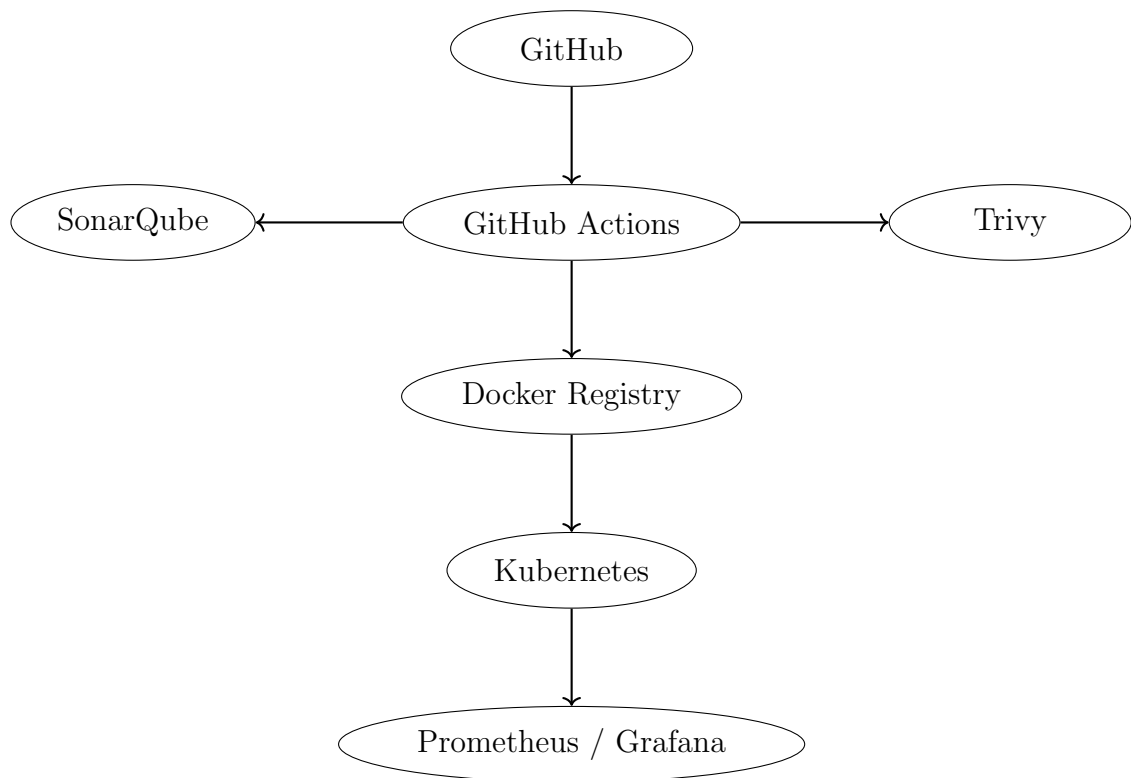 GitHub
SonarQube
GitHub Actions
Trivy
Docker Registry
Kubernetes
Prometheus / Grafana